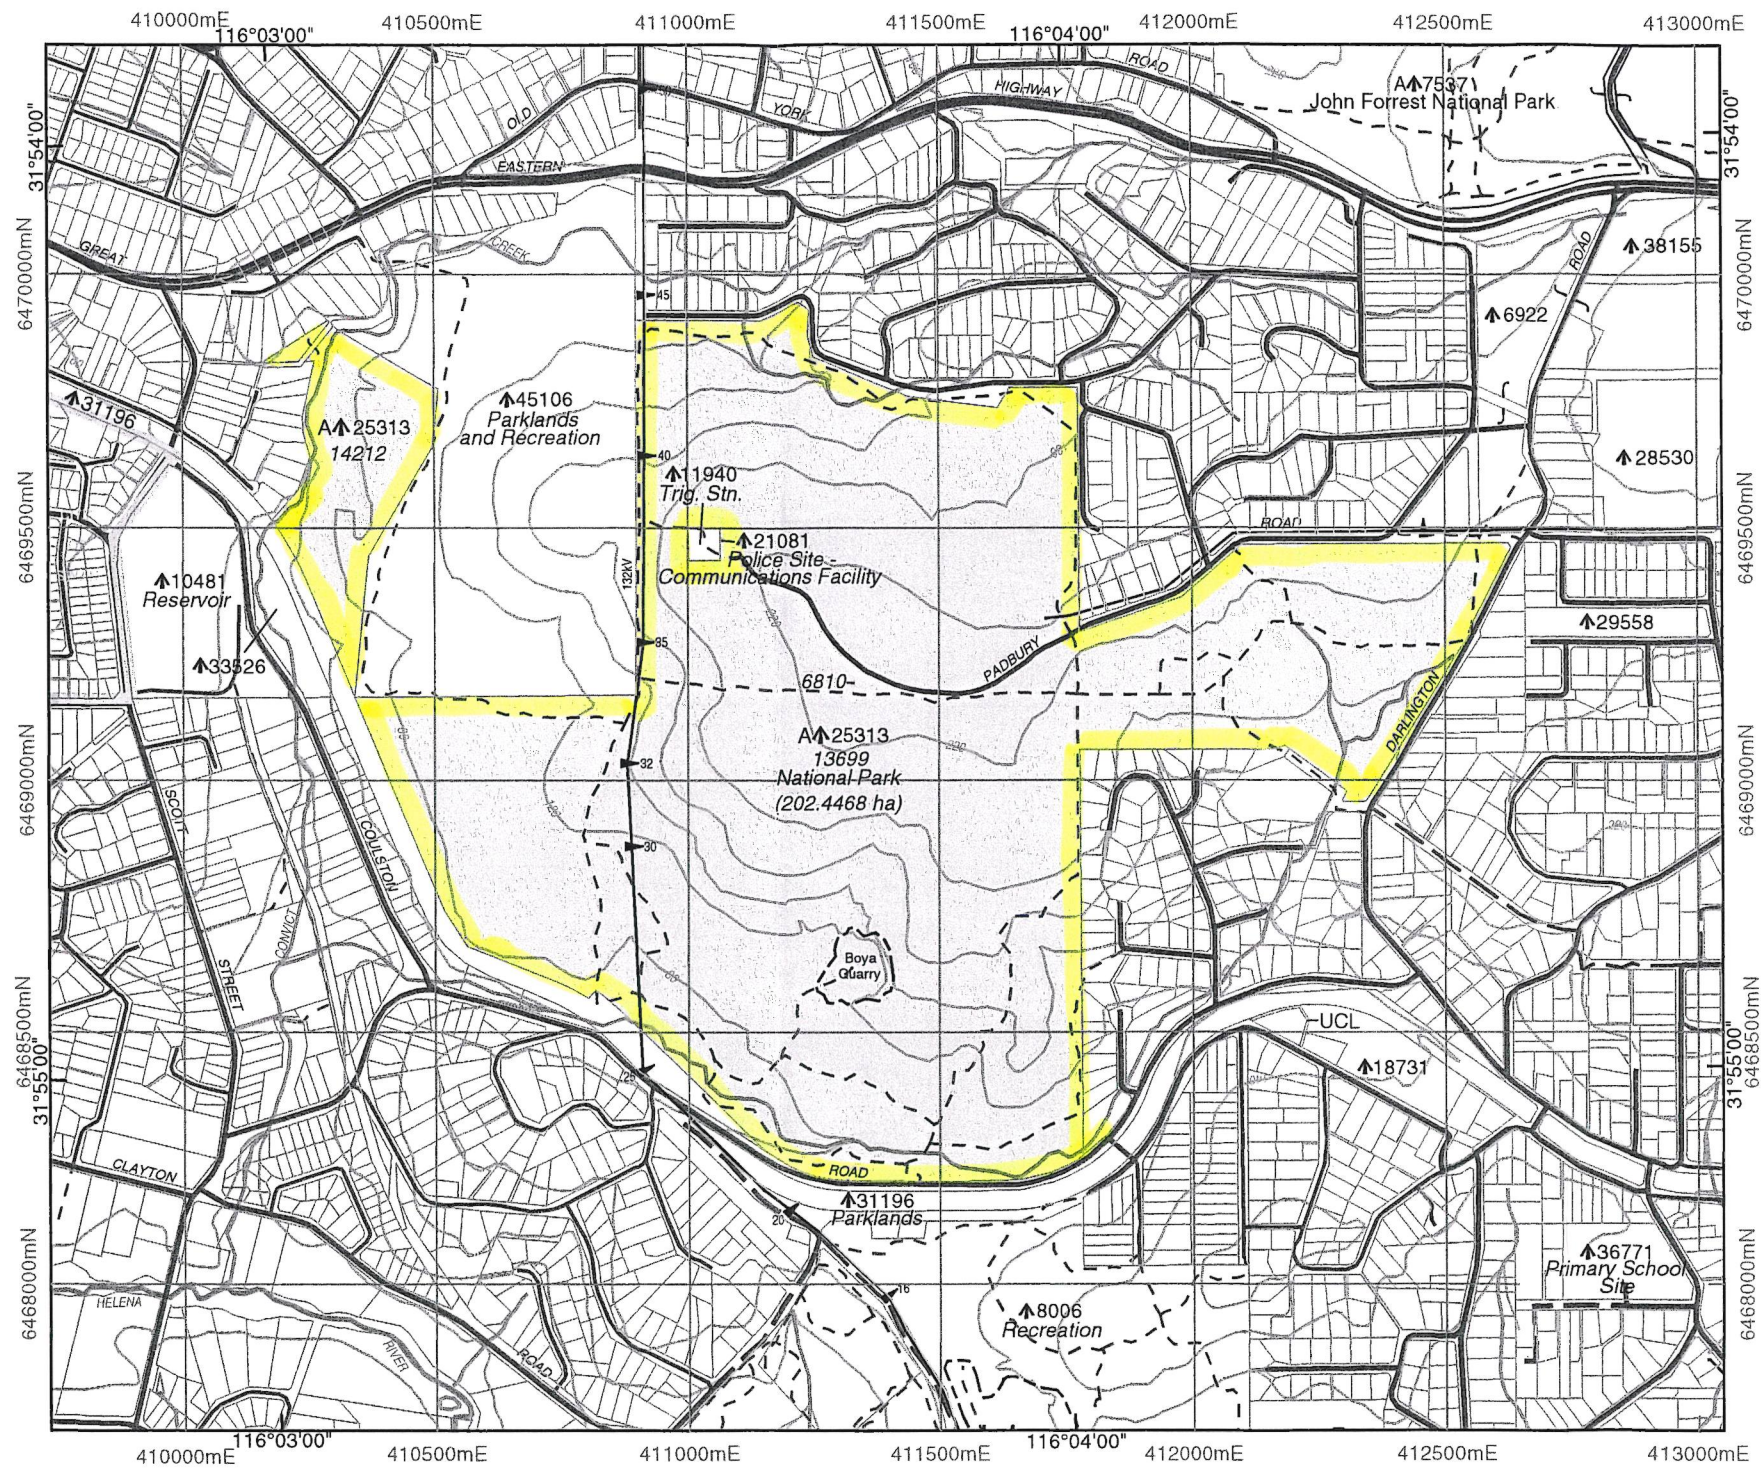 410000mE 410500mE 411000mE 411500mE 412000mE 412500mE 413000mE
116°03'00" 116°04'00"
31°54'00"
31°54'00"
6467000mN
6467000mN
6469500mN
6469500mN
6469000mN
6469000mN
6468500mN
6468500mN
31°55'00"
31°55'00"
6468000mN
6468000mN
ROAD
HIGHWAY
YORK
OLD
EASTERN
GREAT
CREEK
A 7537
John Forrest National Park
38155
ROAD
6922
45
31196
A 25313
14212
45106
Parklands
and Recreation
40
11940
Trig. Stn.
28530
ROAD
21081
Police Site -
Communications Facility
132kV
10481
Reservoir
220
29558
35
33526
PADBURY
6810
DARLINGTON
A 25313
13699
National Park
(202.4468 ha)
220
32
SCOTT
COULSTON
120
30
200
CONVICT
STREET
Boya
Quarry
UCL
18731
25
CLAYTON
ROAD
31196
Parklands
20
36771
Primary School
Site
16
HELENA
8006
Recreation
RIVER
ROAD
116°03'00" 116°04'00"
410000mE 410500mE 411000mE 411500mE 412000mE 412500mE 413000mE